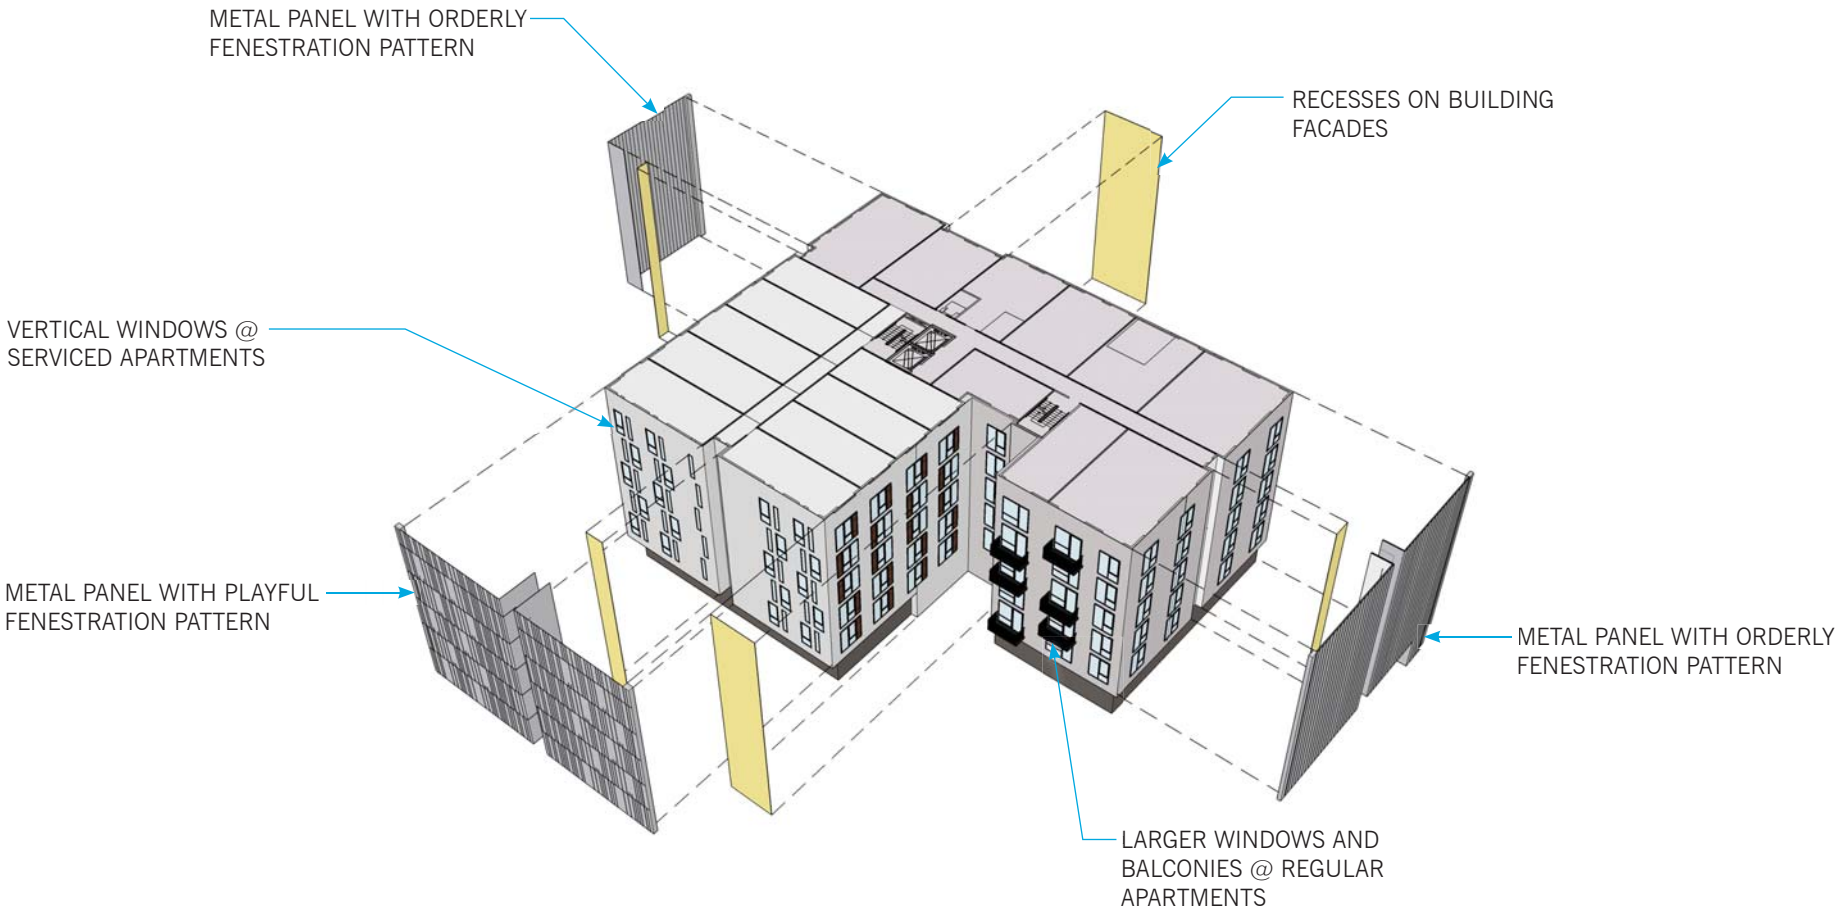 METAL PANEL WITH ORDERLY
FENESTRATION PATTERN
RECESSES ON BUILDING
FACADES
VERTICAL WINDOWS @
SERVICED APARTMENTS
METAL PANEL WITH PLAYFUL
FENESTRATION PATTERN
METAL PANEL WITH ORDERLY
FENESTRATION PATTERN
LARGER WINDOWS AND
BALCONIES @ REGULAR
APARTMENTS